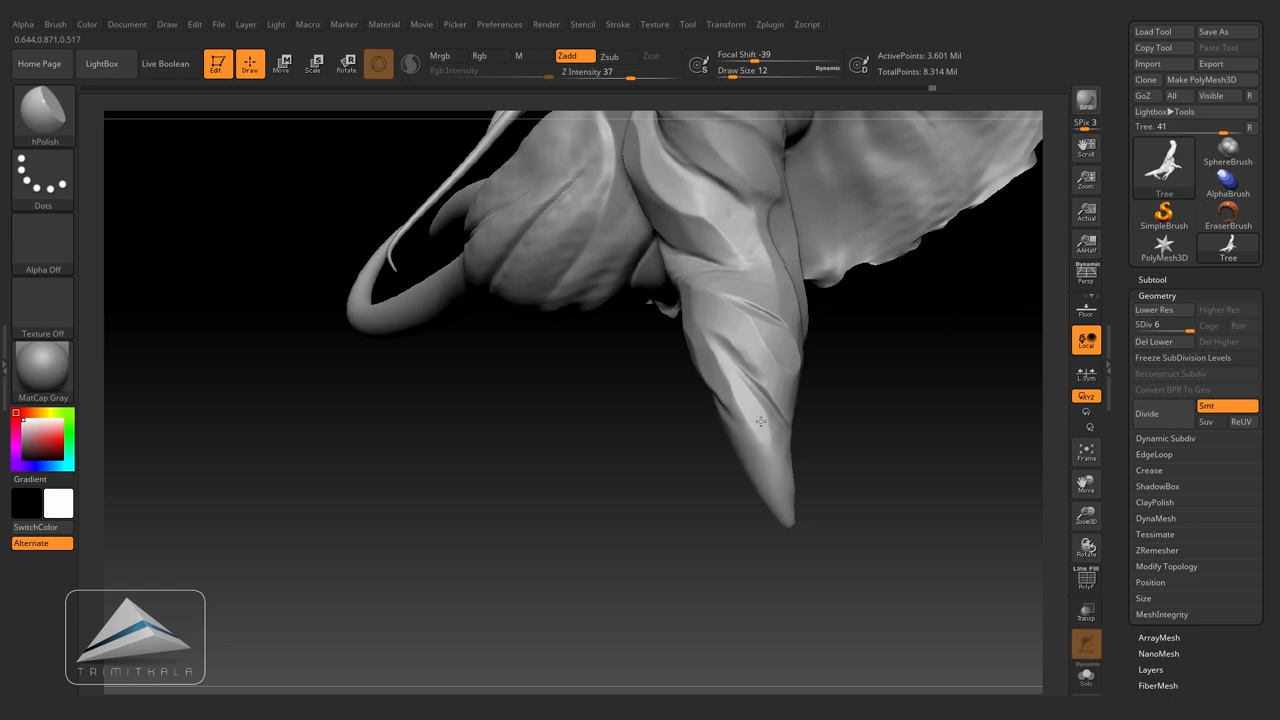 Alpha Brush Color Document Draw Edit File Layer Light Macro Marker Material Movie Picker Preferences Render Stencil Stroke Texture Tool Transform Zplugin Zscript
0.644,0.871,0.517
Home Page LightBox Live Boolean Edit Draw Move Scale Rotate
Mrgb Rgb M Zadd Zsub Zcut
Rgb Intensity Z Intensity 37
S
Focal Shift -39
Draw Size 12 Dynamic
D
ActivePoints: 3.601 Mil
TotalPoints: 8.314 Mil
hPolish
Dots
Alpha Off
Texture Off
MatCap Gray
Gradient
SwitchColor
Alternate
TRIMITKALA
BPR
SPix 3
Scroll
Zoom
Actual
AAHalf
Dynamic
Persp
Floor
Local
L.Sym
XYZ
Frame
Move
Zoom3D
Rotate
Line Fill
PolyF
Transp
Dynamic
Solo
Load Tool Save As
Copy Tool Paste Tool
Import Export
Clone Make PolyMesh3D
GoZ All Visible R
Lightbox▶Tools
Tree. 41 R
Tree SphereBrush
AlphaBrush
SimpleBrush EraserBrush
PolyMesh3D Tree
Subtool
Geometry
Lower Res Higher Res
SDiv 6 Cage Rstr
Del Lower Del Higher
Freeze SubDivision Levels
Reconstruct Subdiv
Convert BPR To Geo
Divide Smt
Suv ReUV
Dynamic Subdiv
EdgeLoop
Crease
ShadowBox
ClayPolish
DynaMesh
Tessimate
ZRemesher
Modify Topology
Position
Size
MeshIntegrity
ArrayMesh
NanoMesh
Layers
FiberMesh